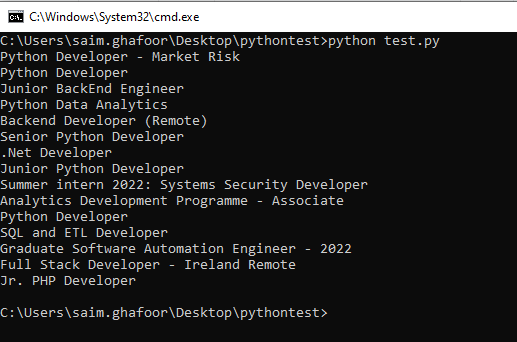 C:\Windows\System32\cmd.exe
C:\Users\saim.ghafoor\Desktop\pythontest>python test.py
Python Developer - Market Risk
Python Developer
Junior BackEnd Engineer
Python Data Analytics
Backend Developer (Remote)
Senior Python Developer
.Net Developer
Junior Python Developer
Summer intern 2022: Systems Security Developer
Analytics Development Programme - Associate
Python Developer
SQL and ETL Developer
Graduate Software Automation Engineer - 2022
Full Stack Developer - Ireland Remote
Jr. PHP Developer
C:\Users\saim.ghafoor\Desktop\pythontest>